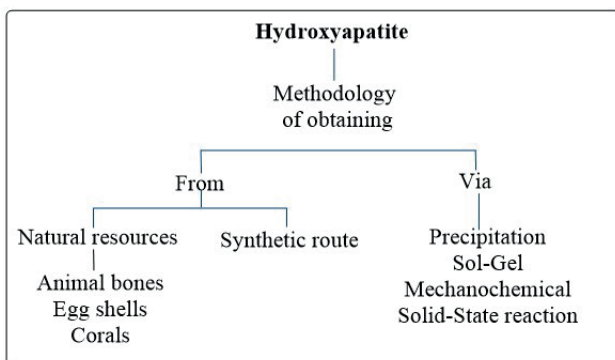 Hydroxyapatite
Methodology
of obtaining
From
Via
Natural resources
Synthetic route
Animal bones
Egg shells
Corals
Precipitation
Sol-Gel
Mechanochemical
Solid-State reaction